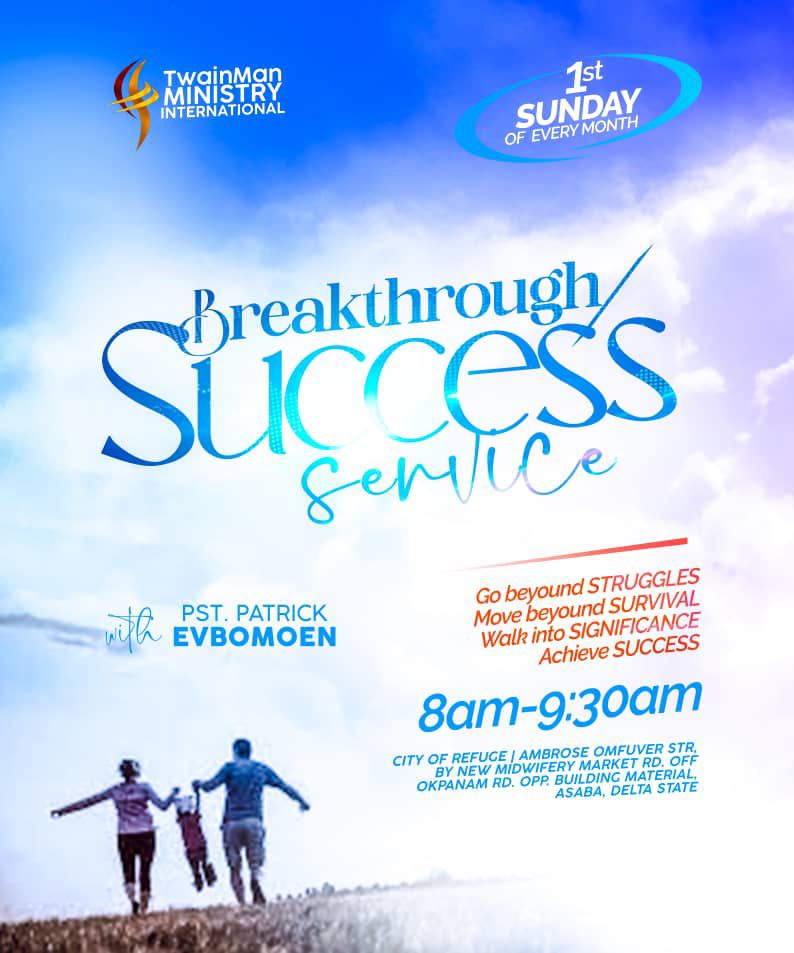 TwainMan
MINISTRY
INTERNATIONAL
1st
SUNDAY
OF EVERY MONTH
Breakthrough
Success
service
with
PST. PATRICK
EVBOMOEN
Go beyound STRUGGLES
Move beyound SURVIVAL
Walk into SIGNIFICANCE
Achieve SUCCESS
8am-9:30am
CITY OF REFUGE | AMBROSE OMFUVER STR,
BY NEW MIDWIFERY MARKET RD. OFF
OKPANAM RD. OPP. BUILDING MATERIAL,
ASABA, DELTA STATE